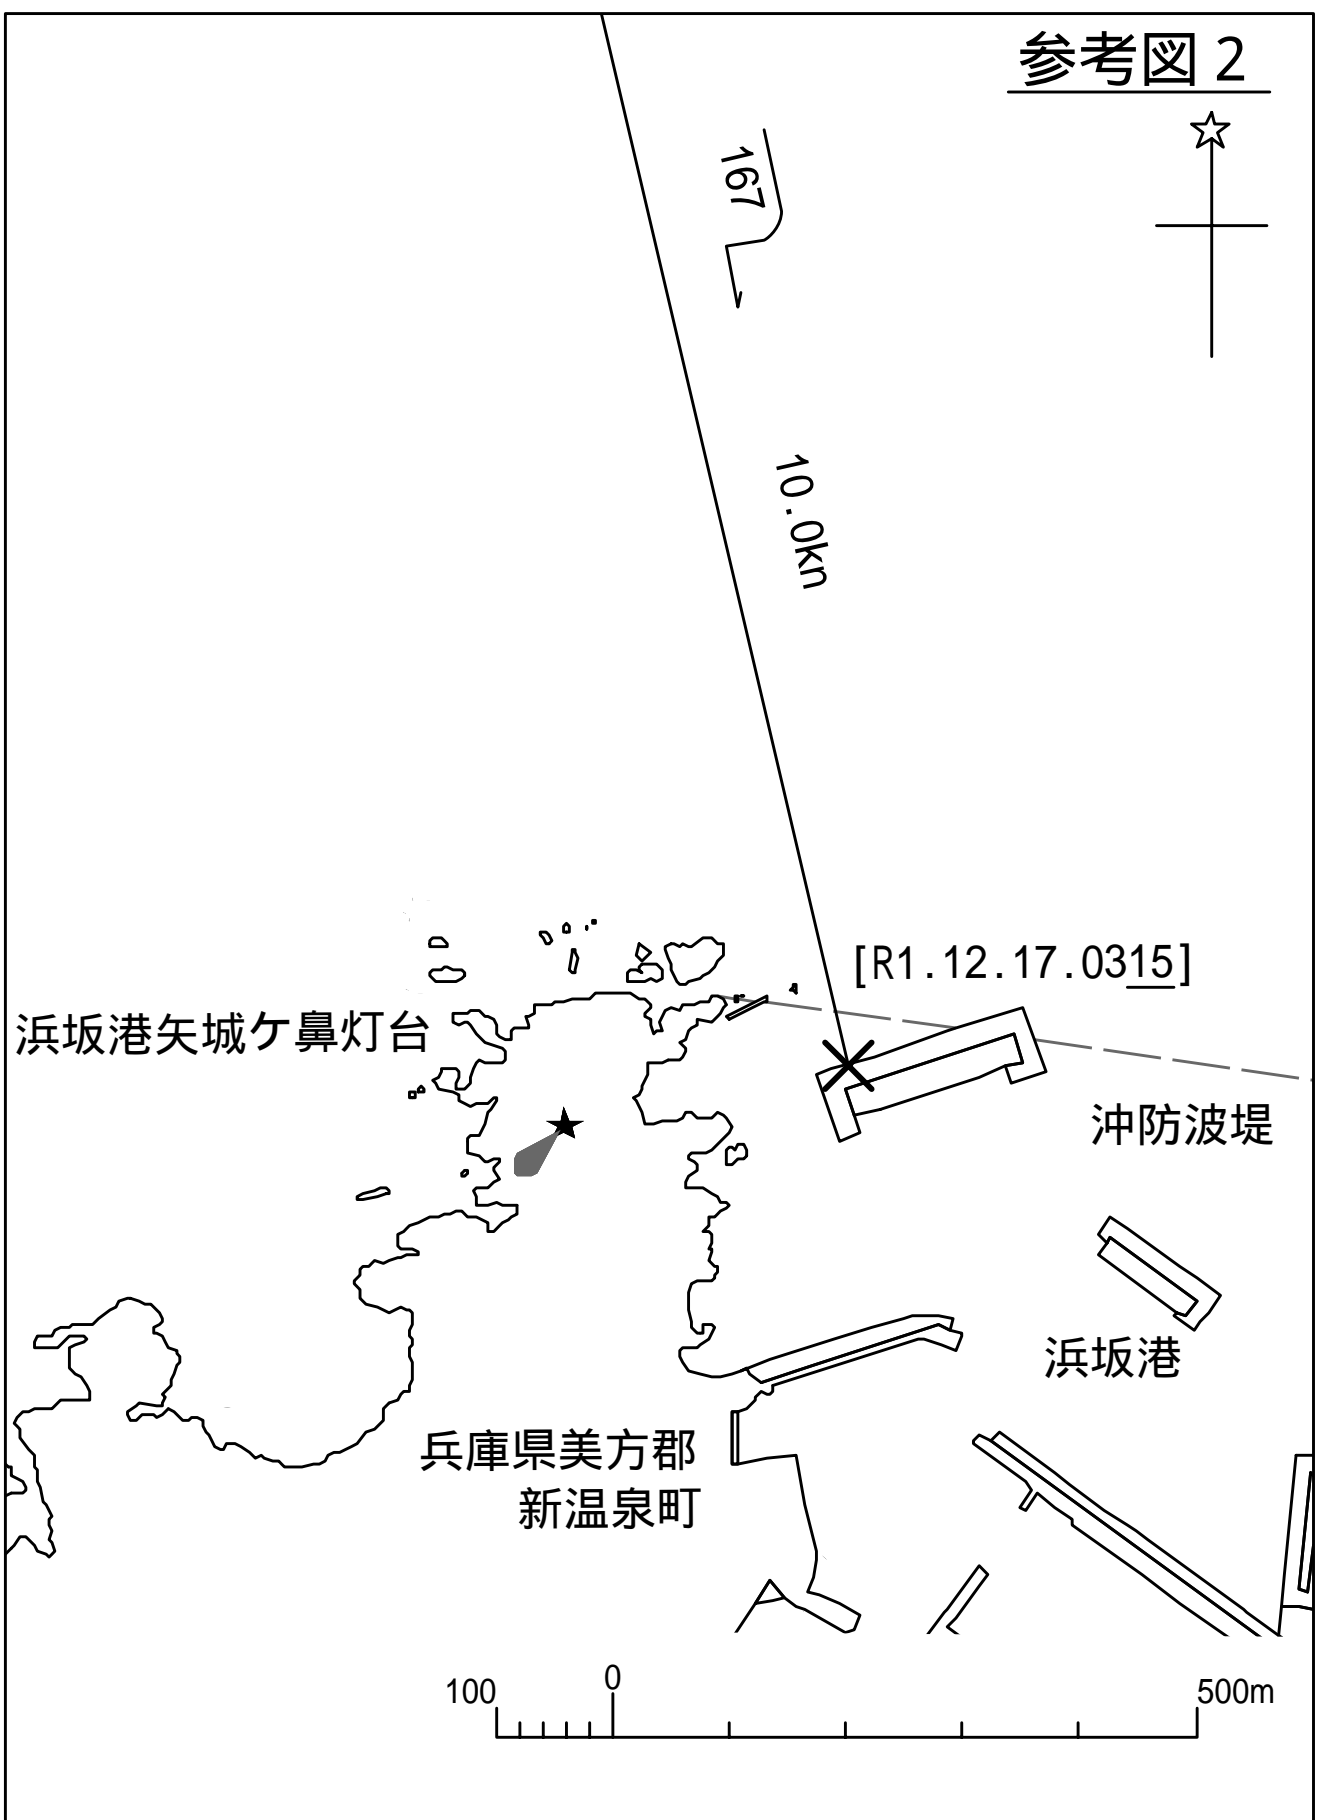 参考図 2
167
10.0kn
[R1.12.17.0315]
浜坂港矢城ケ鼻灯台
沖防波堤
浜坂港
兵庫県美方郡
新温泉町
100 0 500m